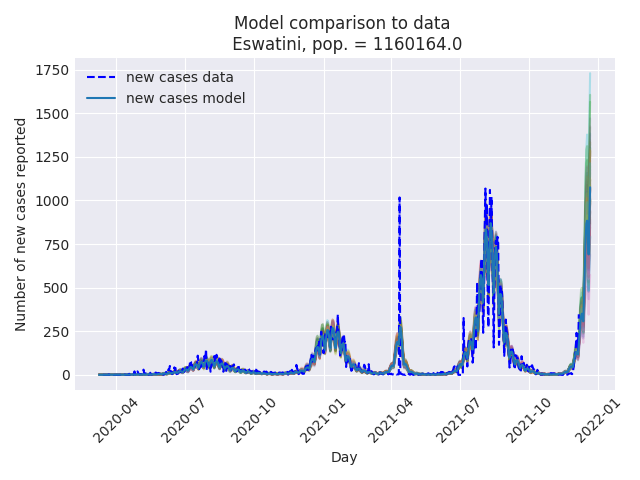 Model comparison to data
Eswatini, pop. = 1160164.0
new cases data
new cases model
Number of new cases reported
1750
1500
1250
1000
750
500
250
0
2020-04
2020-07
2020-10
2021-01
2021-04
2021-07
2021-10
2022-01
Day